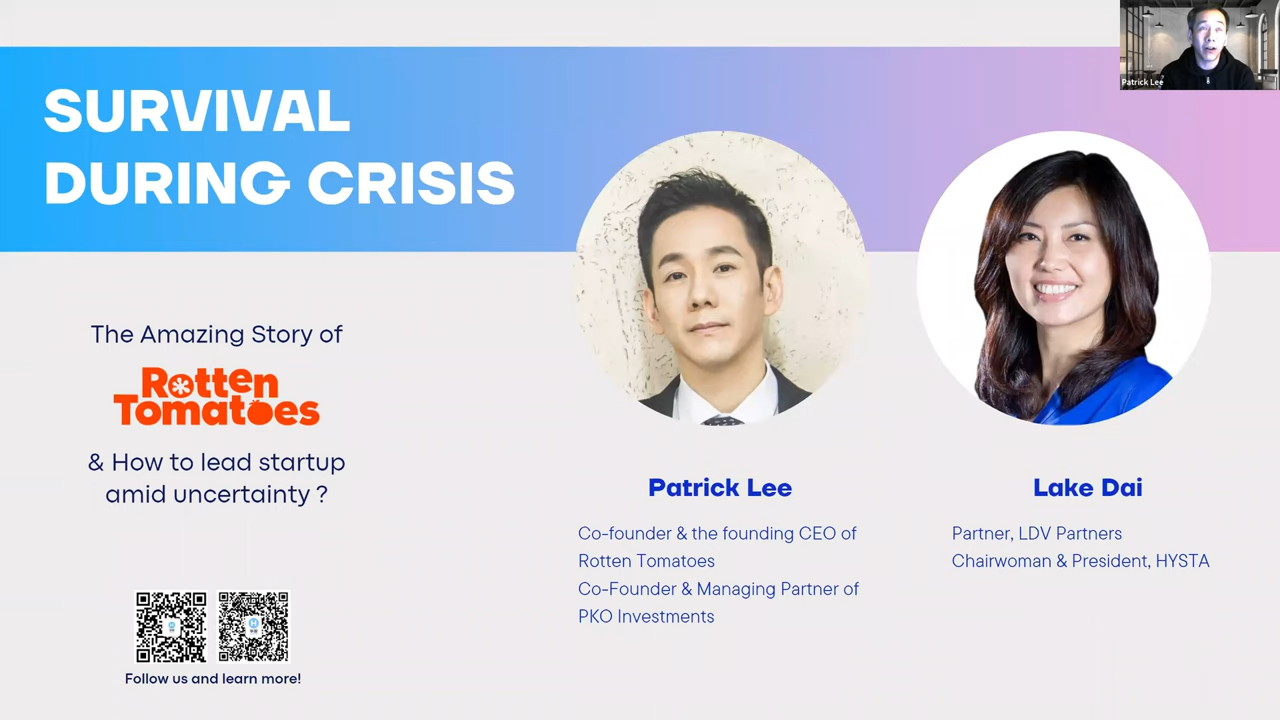 Patrick Lee
SURVIVAL
DURING CRISIS
The Amazing Story of
Rotten
Tomatoes
& How to lead startup
amid uncertainty ?
Follow us and learn more!
Patrick Lee
Co-founder & the founding CEO of
Rotten Tomatoes
Co-Founder & Managing Partner of
PKO Investments
Lake Dai
Partner, LDV Partners
Chairwoman & President, HYSTA